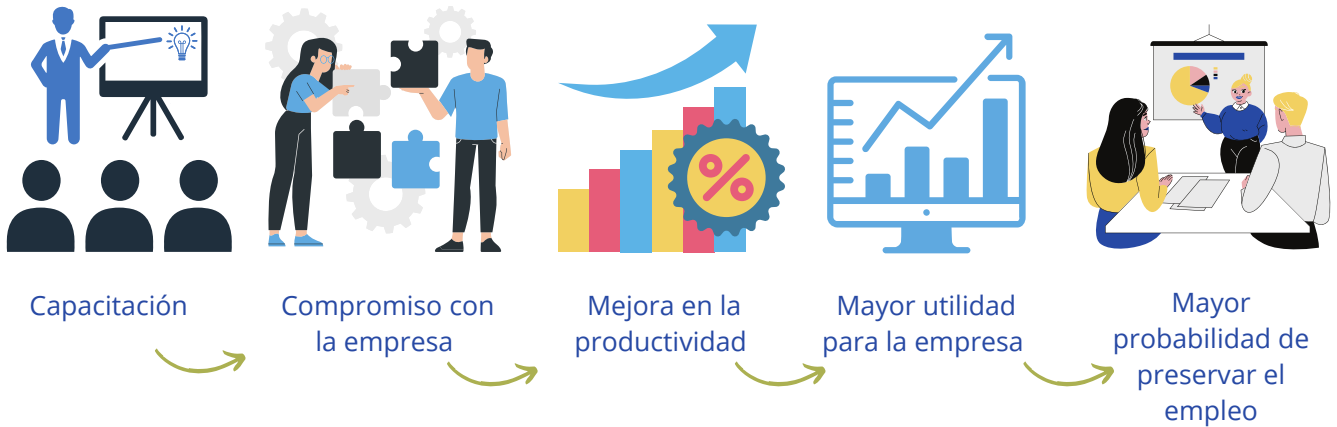 Capacitación
Compromiso con
la empresa
Mejora en la
productividad
Mayor utilidad
para la empresa
Mayor
probabilidad de
preservar el
empleo